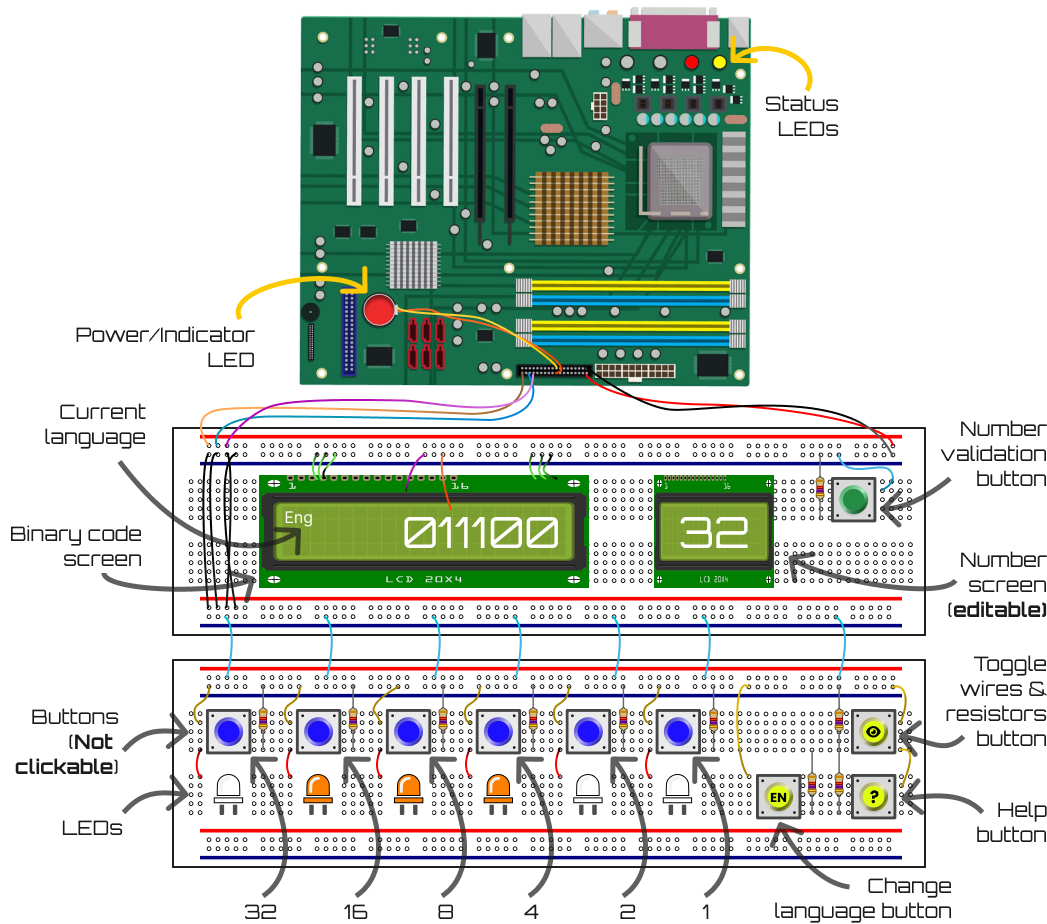 Status
LEDs
Power/Indicator
LED
Current
language
Number
validation
button
1
16
1
16
Eng
011100
32
Binary code
screen
LCD 20X4
LCD 20X4
Number
screen
(editable)
Toggle
wires &
resistors
button
Buttons
(Not
clickable)
LEDs
EN
?
Help
button
Change
language button
32
16
8
4
2
1